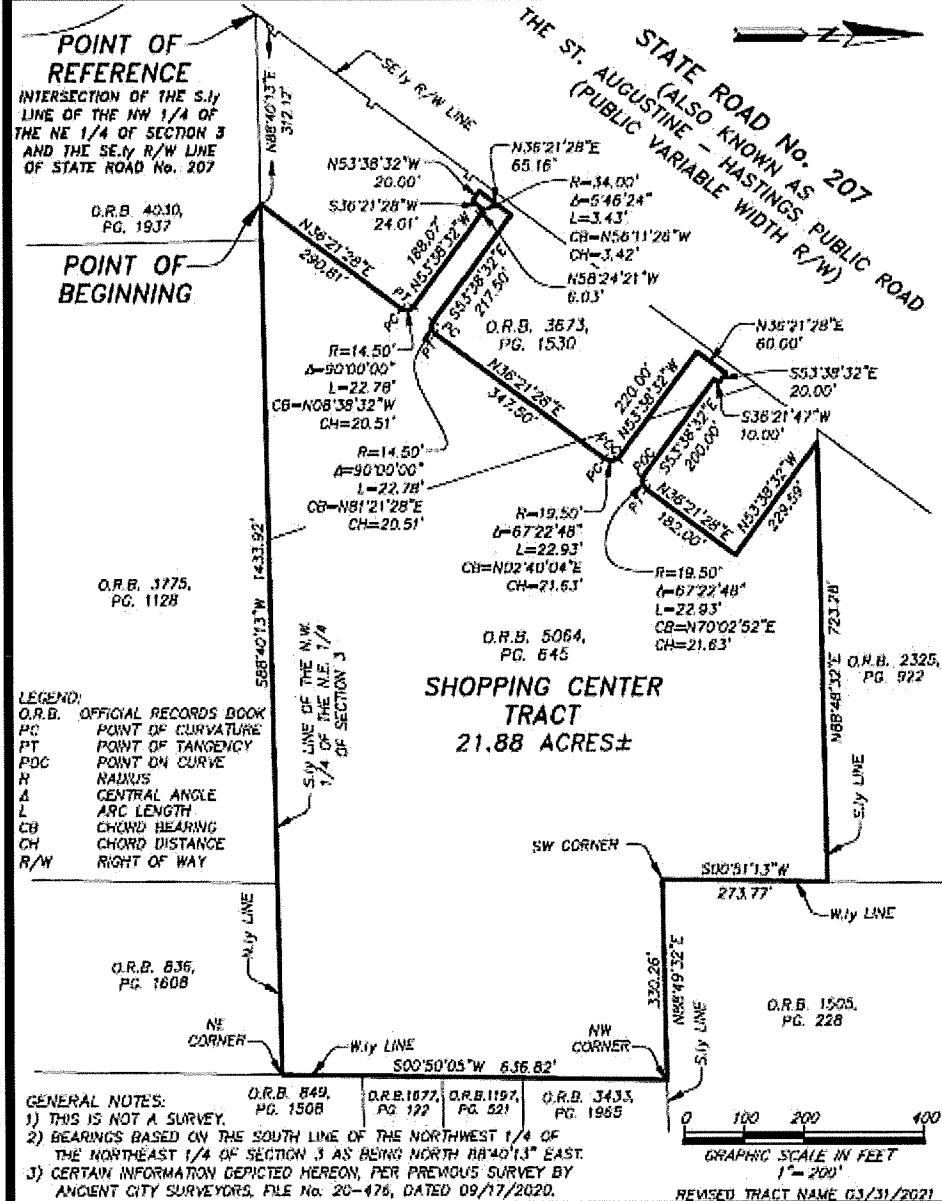 POINT OF
REFERENCE
INTERSECTION OF THE S.ly
LINE OF THE NW 1/4 OF
THE NE 1/4 OF SECTION 3
AND THE SE.ly R/W LINE
OF STATE ROAD No. 207
N88°40'13"E
312.12'
SE.ly R/W LINE
STATE ROAD No. 207
(ALSO KNOWN AS
THE ST. AUGUSTINE - HASTINGS PUBLIC ROAD
(PUBLIC VARIABLE WIDTH R/W)
N
O.R.B. 4030,
PG. 1937
POINT OF
BEGINNING
N36°21'28"E
290.81'
N53°38'32"W
20.00'
S36°21'28"W
24.01'
N36°21'28"E
65.16'
R=34.00'
Δ=5°46'24"
L=3.43'
CB=N56°11'26"W
CH=3.42'
N58°24'21"W
6.03'
188.07'
N53°38'32"W
S53°38'32"E
217.50'
PT
PC
PC
PT
O.R.B. 3673,
PG. 1530
R=14.50'
Δ=90°00'00"
L=22.78'
CB=N08°38'32"W
CH=20.51'
R=14.50'
Δ=90°00'00"
L=22.78'
CB=N81°21'28"E
CH=20.51'
N36°21'28"E
347.50'
220.00'
N53°38'32"W
N36°21'28"E
60.00'
S53°38'32"E
20.00'
S36°21'47"W
10.00'
S53°38'32"E
200.00'
POC
PC
POC
PT
R=19.50'
Δ=67°22'48"
L=22.93'
CB=N02°40'04"E
CH=21.63'
N36°21'28"E
182.00'
N53°38'32"W
229.59'
R=19.50'
Δ=67°22'48"
L=22.93'
CB=N70°02'52"E
CH=21.63'
S88°40'13"W 1433.92'
O.R.B. 3775,
PG. 1128
S.ly LINE OF THE N.W.
1/4 OF THE N.E. 1/4
OF SECTION 3
O.R.B. 5064,
PG. 645
SHOPPING CENTER
TRACT
21.88 ACRES±
723.28'
O.R.B. 2325,
PG. 922
S.ly LINE
LEGEND:
O.R.B. OFFICIAL RECORDS BOOK
PC POINT OF CURVATURE
PT POINT OF TANGENCY
POC POINT ON CURVE
R RADIUS
Δ CENTRAL ANGLE
L ARC LENGTH
CB CHORD BEARING
CH CHORD DISTANCE
R/W RIGHT OF WAY
SW CORNER
S00°51'13"W
273.77'
W.ly LINE
N.ly LINE
O.R.B. 836,
PG. 1608
330.26'
N88°49'32"E
S.ly LINE
O.R.B. 1505,
PG. 228
NE
CORNER
W.ly LINE
NW
CORNER
S00°50'05"W 636.82'
O.R.B. 849,
PG. 1508
O.R.B. 1677,
PG. 122
O.R.B. 1197,
PG. 521
O.R.B. 3433,
PG. 1965
GENERAL NOTES:
1) THIS IS NOT A SURVEY.
2) BEARINGS BASED ON THE SOUTH LINE OF THE NORTHWEST 1/4 OF
THE NORTHEAST 1/4 OF SECTION 3 AS BEING NORTH 88°40'13" EAST.
3) CERTAIN INFORMATION DEPICTED HEREON, PER PREVIOUS SURVEY BY
ANCIENT CITY SURVEYORS, FILE No. 20-476, DATED 09/17/2020.
0 100 200 400
GRAPHIC SCALE IN FEET
1"= 200'
REVISED TRACT NAME 03/31/2021